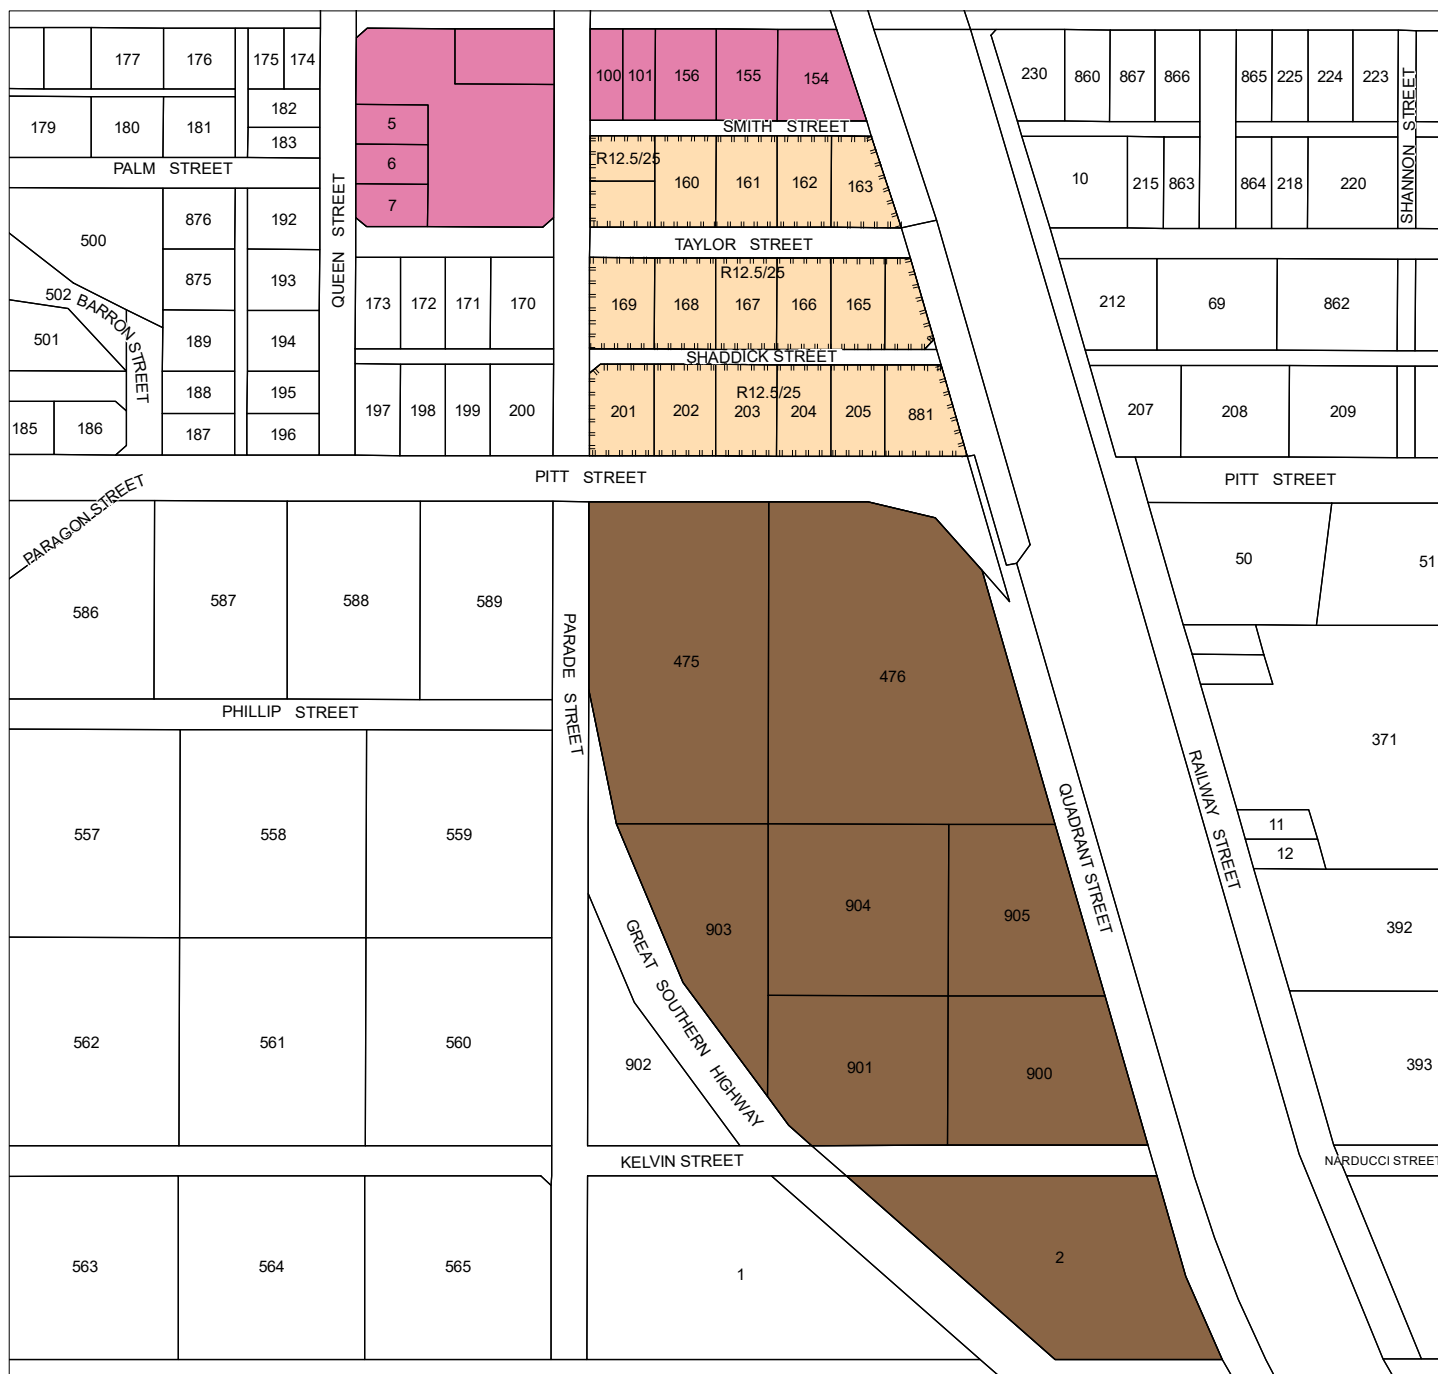 177 176 175 174
100 101 156 155 154
230 860 867 866 865 225 224 223
182
179 180 181 183
5
SMITH STREET
SHANNON STREET
PALM STREET
6
R12.5/25
160 161 162 163
10 215 863 864 218 220
7
QUEEN STREET
876 192
500
TAYLOR STREET
875 193
R12.5/25
502 BARRON STREET
173 172 171 170
169 168 167 166 165
212 69 862
501
189 194
SHADDICK STREET
188 195
R12.5/25
185 186
187 196
197 198 199 200
201 202 203 204 205 881
207 208 209
PITT STREET
PITT STREET
PARAGON STREET
50 51
586 587 588 589
PARADE STREET
475 476
PHILLIP STREET
371
RAILWAY STREET
QUADRANT STREET
557 558 559
11
12
904 905
903
392
GREAT SOUTHERN HIGHWAY
562 561 560
902
901 900
393
KELVIN STREET
NARDUCCI STREET
563 564 565
1
2